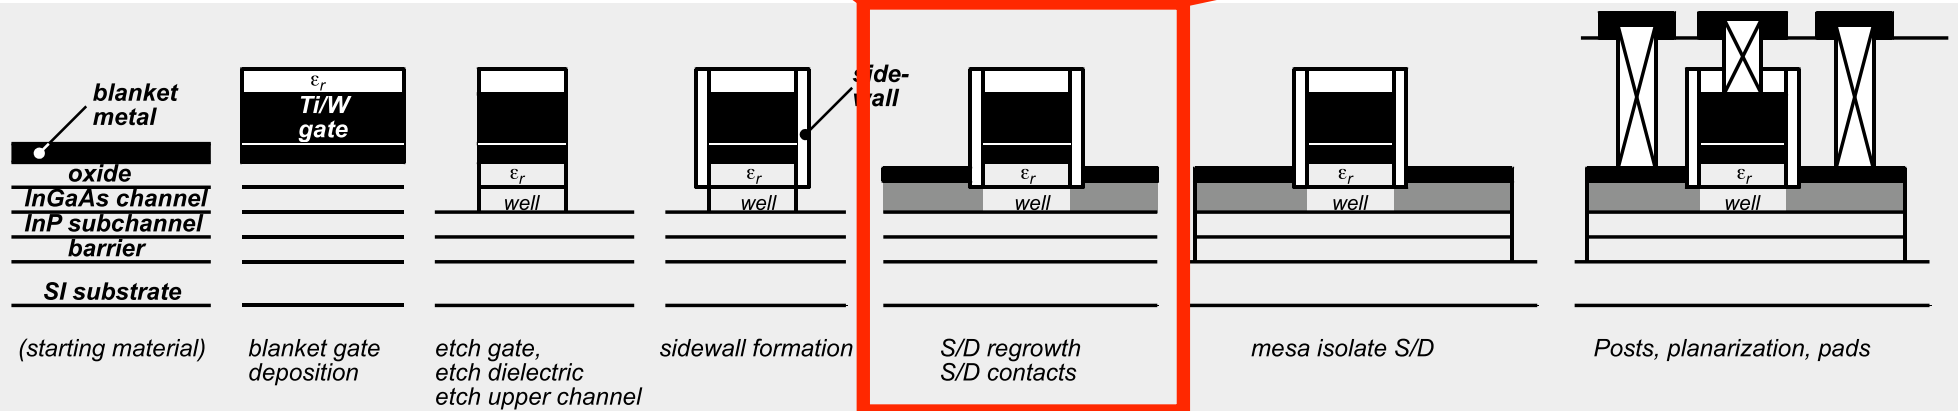 blanket
metal
oxide
InGaAs channel
InP subchannel
barrier
SI substrate
(starting material)
εr
Ti/W
gate
blanket gate
deposition
εr
well
etch gate,
etch dielectric
etch upper channel
εr
well
sidewall formation
side-
wall
εr
well
S/D regrowth
S/D contacts
εr
well
mesa isolate S/D
εr
well
Posts, planarization, pads